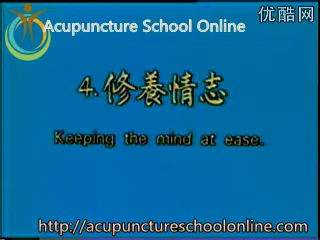 Acupuncture School Online
优酷网
4.修養情志
Keeping the mind at ease.
http://acupunctureschoolonline.com